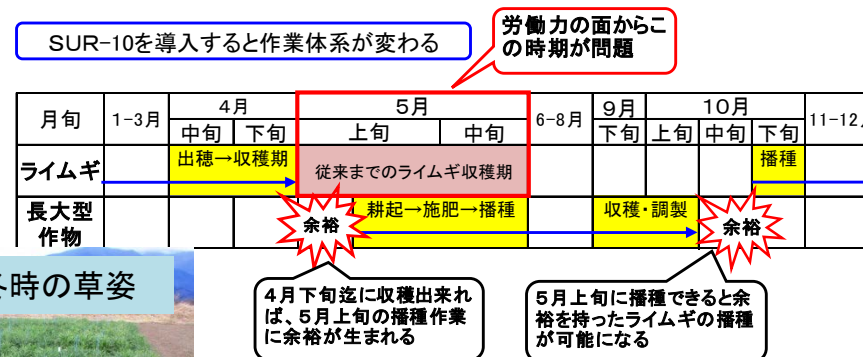 SUR-10を導入すると作業体系が変わる
労働力の面からこ
の時期が問題
月旬 1-3月 4月 5月 6-8月 9月 10月 11-12月
中旬 下旬 上旬 中旬 下旬 上旬 中旬 下旬
ライムギ 出穂→収穫期 従来までのライムギ収穫期 播種
長大型
作物
余裕 耕起→施肥→播種 収穫・調製 余裕
時の草姿
4月下旬迄に収穫出来れ
ば、5月上旬の播種作業
に余裕が生まれる
5月上旬に播種できると余
裕を持ったライムギの播種
が可能になる